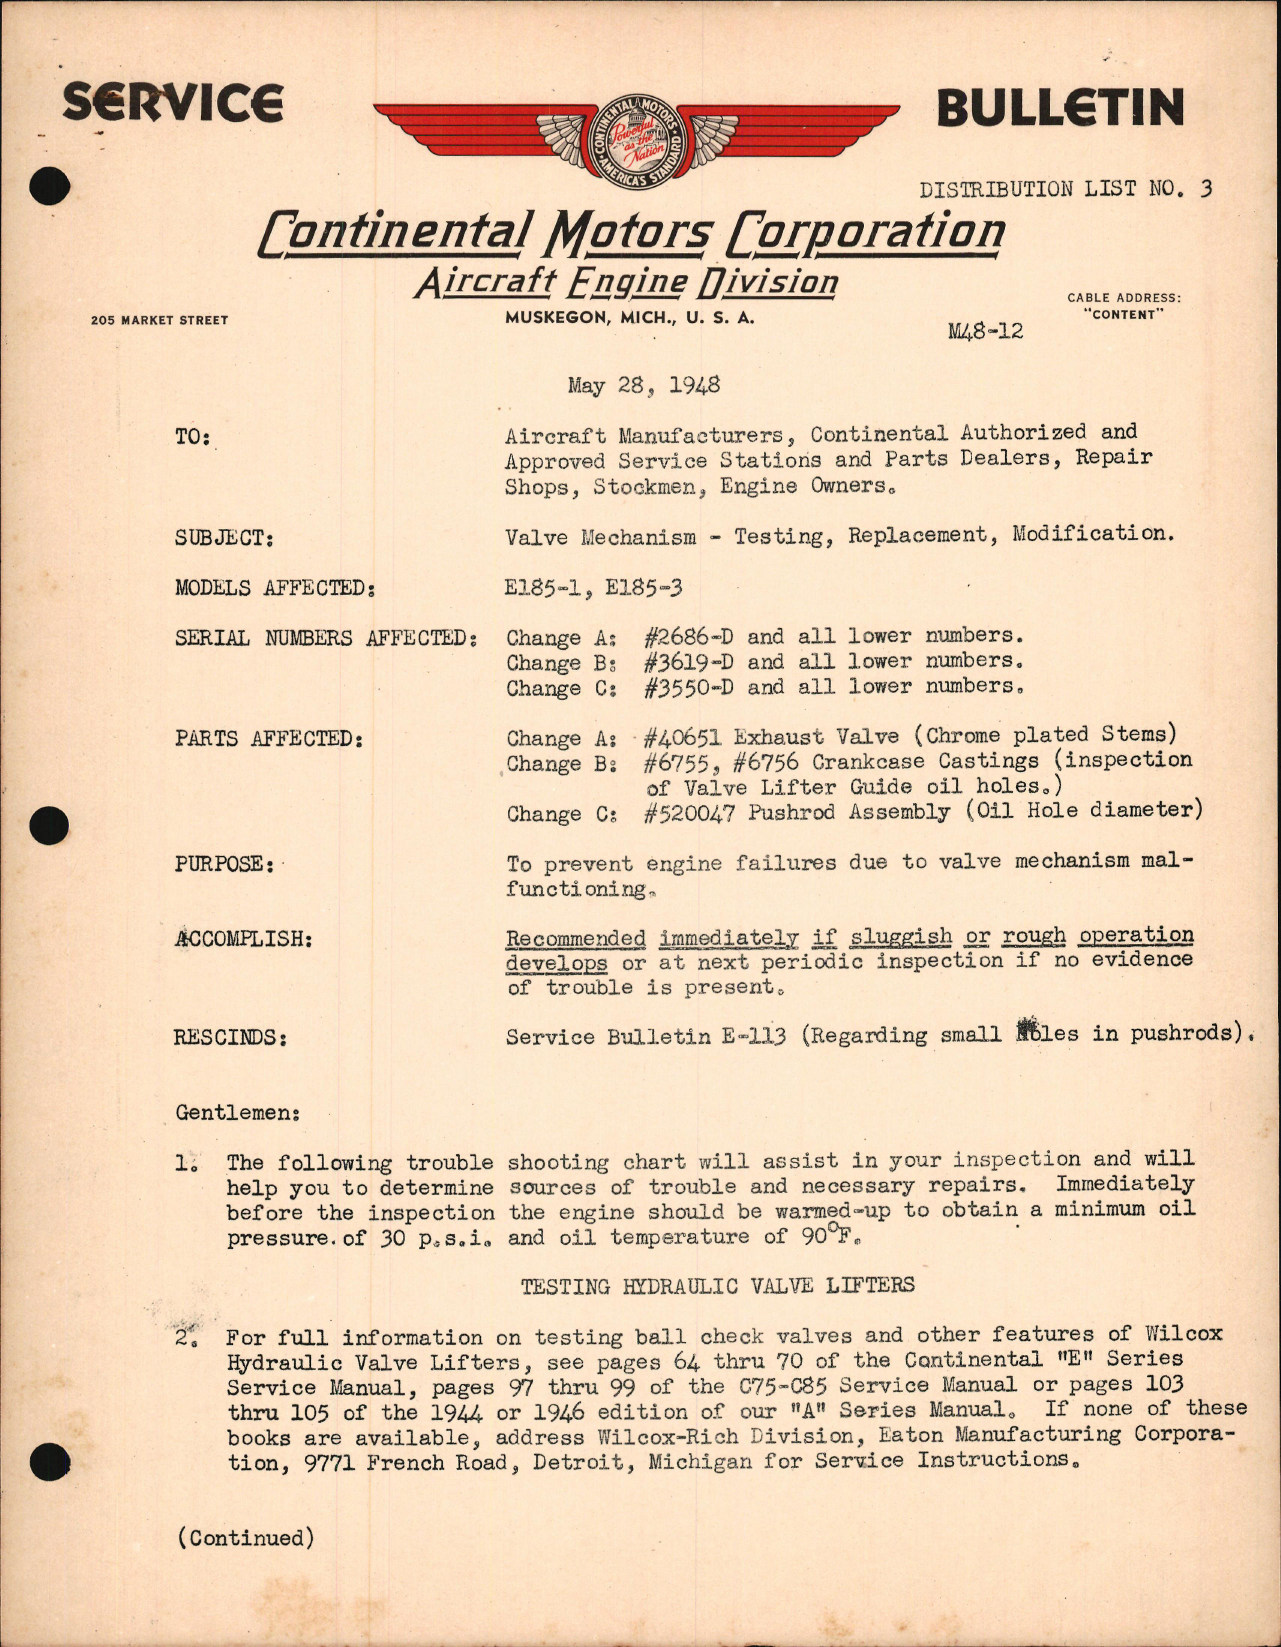 SERVICE
BULLETIN
CONTINENTAL MOTORS
Powerful
as the
Nation
AMERICA'S STANDARD
DISTRIBUTION LIST NO. 3
Continental Motors Corporation
Aircraft Engine Division
205 MARKET STREET
MUSKEGON, MICH., U. S. A.
CABLE ADDRESS:
"CONTENT"
M48-12
May 28, 1948
TO: Aircraft Manufacturers, Continental Authorized and
Approved Service Stations and Parts Dealers, Repair
Shops, Stockmen, Engine Owners.
SUBJECT: Valve Mechanism - Testing, Replacement, Modification.
MODELS AFFECTED: E185-1, E185-3
SERIAL NUMBERS AFFECTED: Change A: #2686-D and all lower numbers.
Change B: #3619-D and all lower numbers.
Change C: #3550-D and all lower numbers.
PARTS AFFECTED: Change A: #40651 Exhaust Valve (Chrome plated Stems)
Change B: #6755, #6756 Crankcase Castings (inspection
of Valve Lifter Guide oil holes.)
Change C: #520047 Pushrod Assembly (Oil Hole diameter)
PURPOSE: To prevent engine failures due to valve mechanism mal-
functioning.
ACCOMPLISH: Recommended immediately if sluggish or rough operation
develops or at next periodic inspection if no evidence
of trouble is present.
RESCINDS: Service Bulletin E-113 (Regarding small holes in pushrods).
Gentlemen:
1. The following trouble shooting chart will assist in your inspection and will
help you to determine sources of trouble and necessary repairs. Immediately
before the inspection the engine should be warmed-up to obtain a minimum oil
pressure of 30 p.s.i. and oil temperature of 90°F.
TESTING HYDRAULIC VALVE LIFTERS
2. For full information on testing ball check valves and other features of Wilcox
Hydraulic Valve Lifters, see pages 64 thru 70 of the Continental "E" Series
Service Manual, pages 97 thru 99 of the C75-C85 Service Manual or pages 103
thru 105 of the 1944 or 1946 edition of our "A" Series Manual. If none of these
books are available, address Wilcox-Rich Division, Eaton Manufacturing Corpora-
tion, 9771 French Road, Detroit, Michigan for Service Instructions.
(Continued)